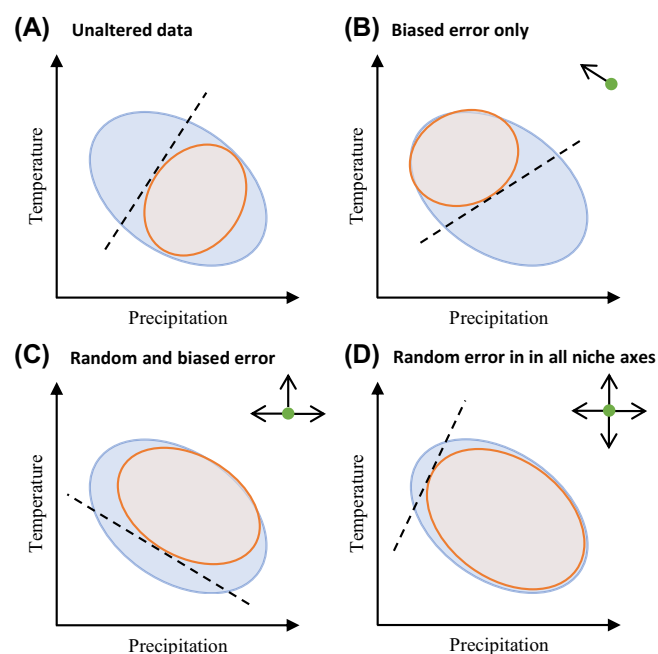 (A) Unaltered data
(B) Biased error only
Temperature
Temperature
Precipitation
Precipitation
(C) Random and biased error
(D) Random error in in all niche axes
Temperature
Temperature
Precipitation
Precipitation